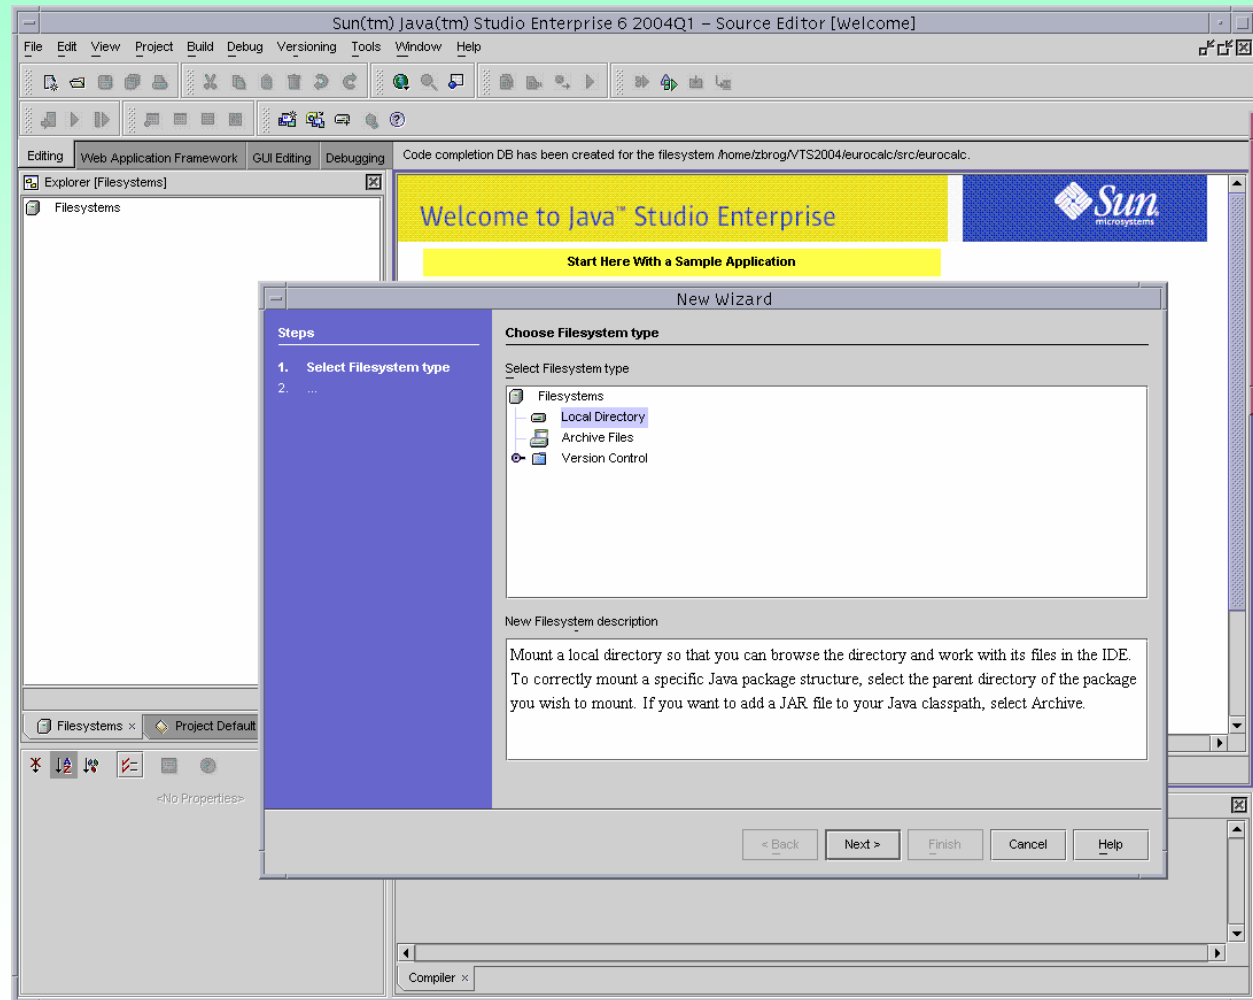 Sun(tm) Java(tm) Studio Enterprise 6 2004Q1 – Source Editor [Welcome]
File Edit View Project Build Debug Versioning Tools Window Help
Editing Web Application Framework GUI Editing Debugging Code completion DB has been created for the filesystem /home/zbrog/VTS2004/eurocalc/src/eurocalc.
Explorer [Filesystems]
Filesystems
Welcome to Java™ Studio Enterprise
Sun
microsystems
Start Here With a Sample Application
New Wizard
Steps
1. Select Filesystem type
2. ...
Choose Filesystem type
Select Filesystem type
Filesystems
Local Directory
Archive Files
Version Control
New Filesystem description
Mount a local directory so that you can browse the directory and work with its files in the IDE.
To correctly mount a specific Java package structure, select the parent directory of the package
you wish to mount. If you want to add a JAR file to your Java classpath, select Archive.
< Back Next > Finish Cancel Help
Filesystems × Project Default
<No Properties>
Compiler ×